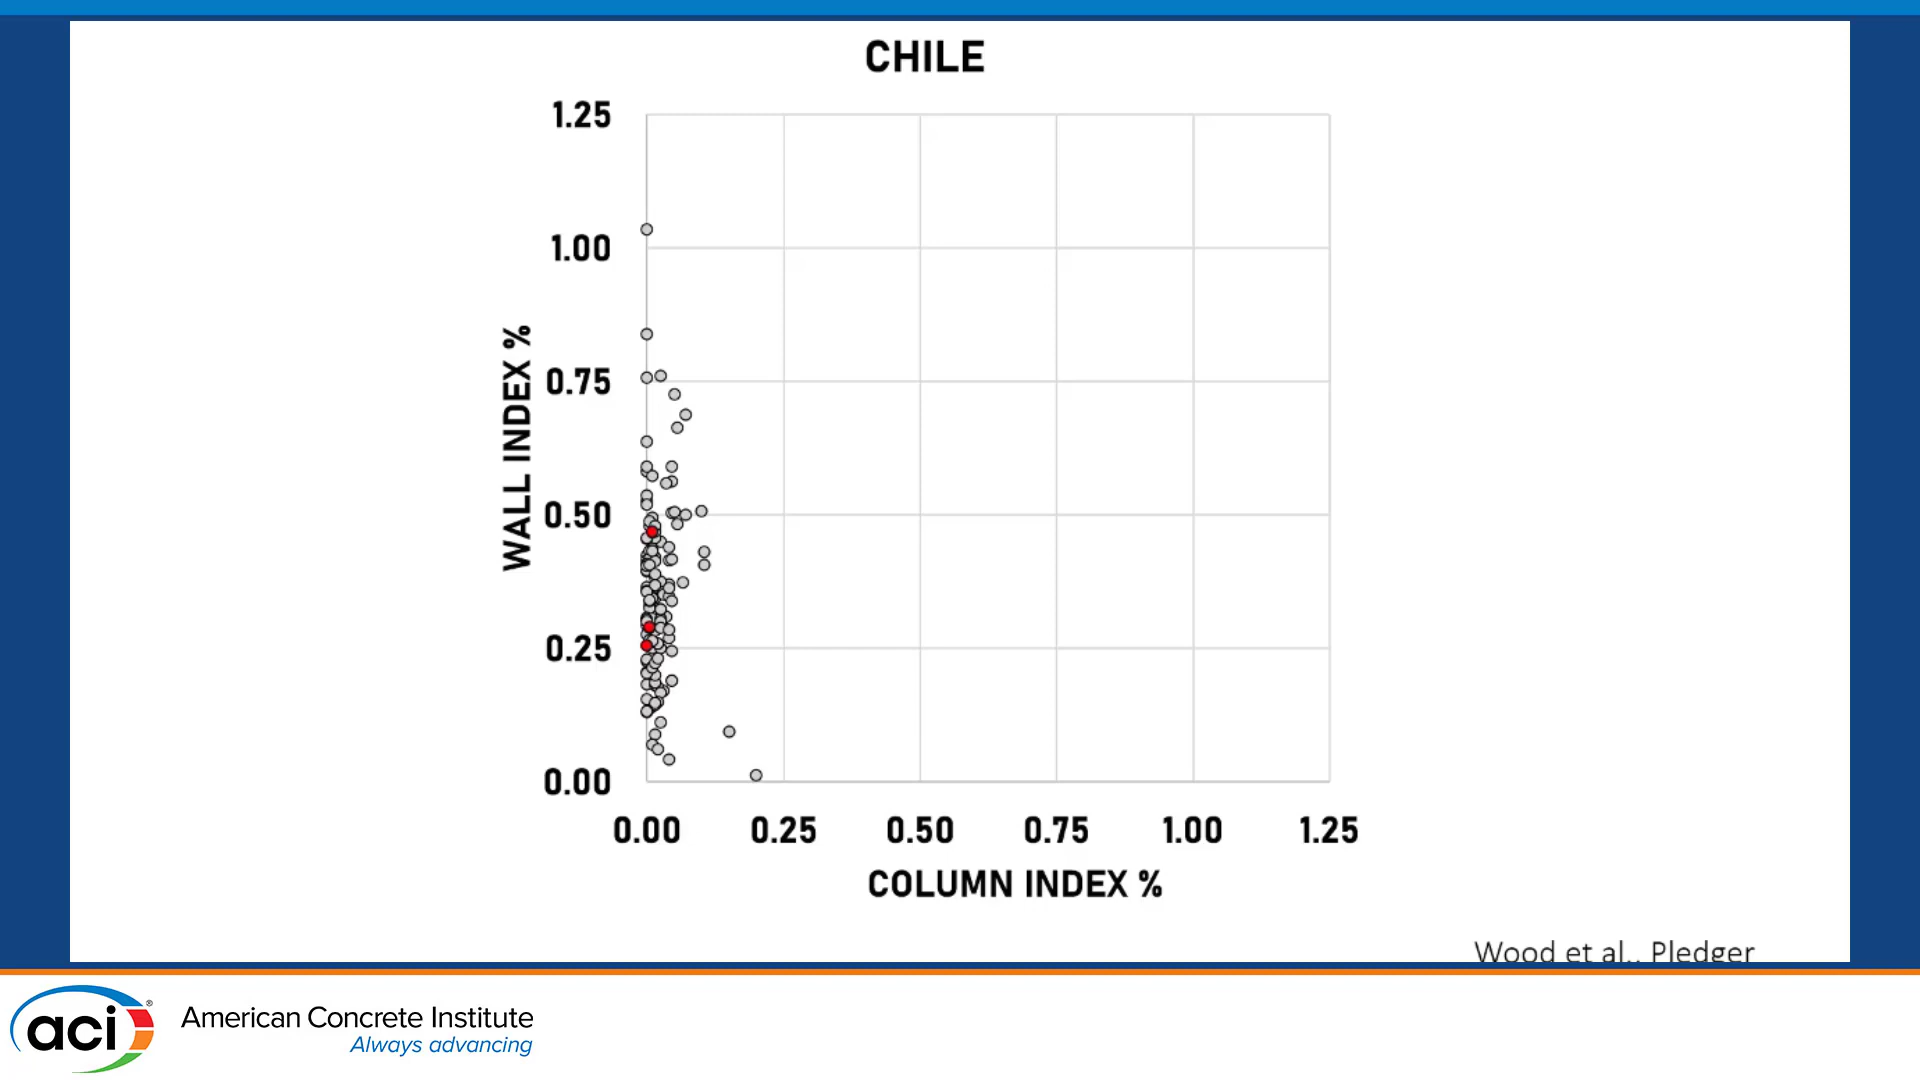 CHILE
1.25
1.00
0.75
0.50
0.25
0.00
WALL INDEX %
0.00 0.25 0.50 0.75 1.00 1.25
COLUMN INDEX %
Wood et al., Pledger
aci®
American Concrete Institute
Always advancing